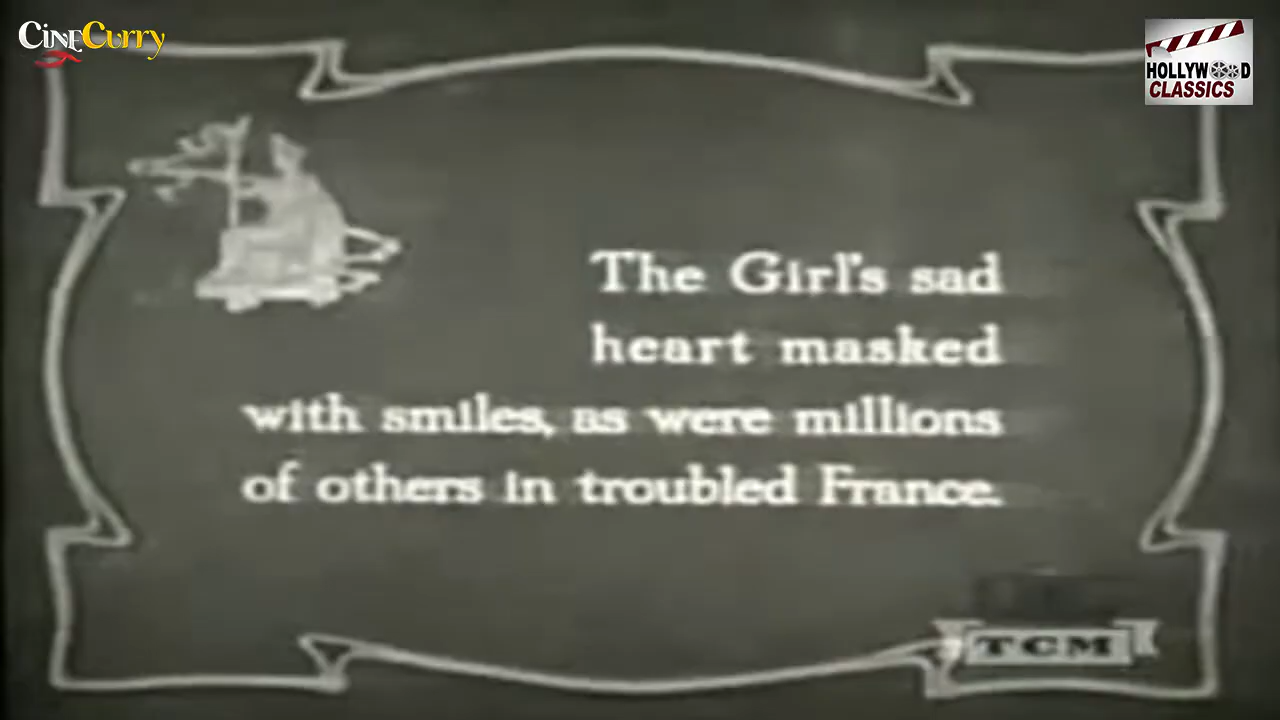 CINECURRY
HOLLYWOOD
CLASSICS
The Girl's sad
heart masked
with smiles, as were millions
of others in troubled France.
TCM